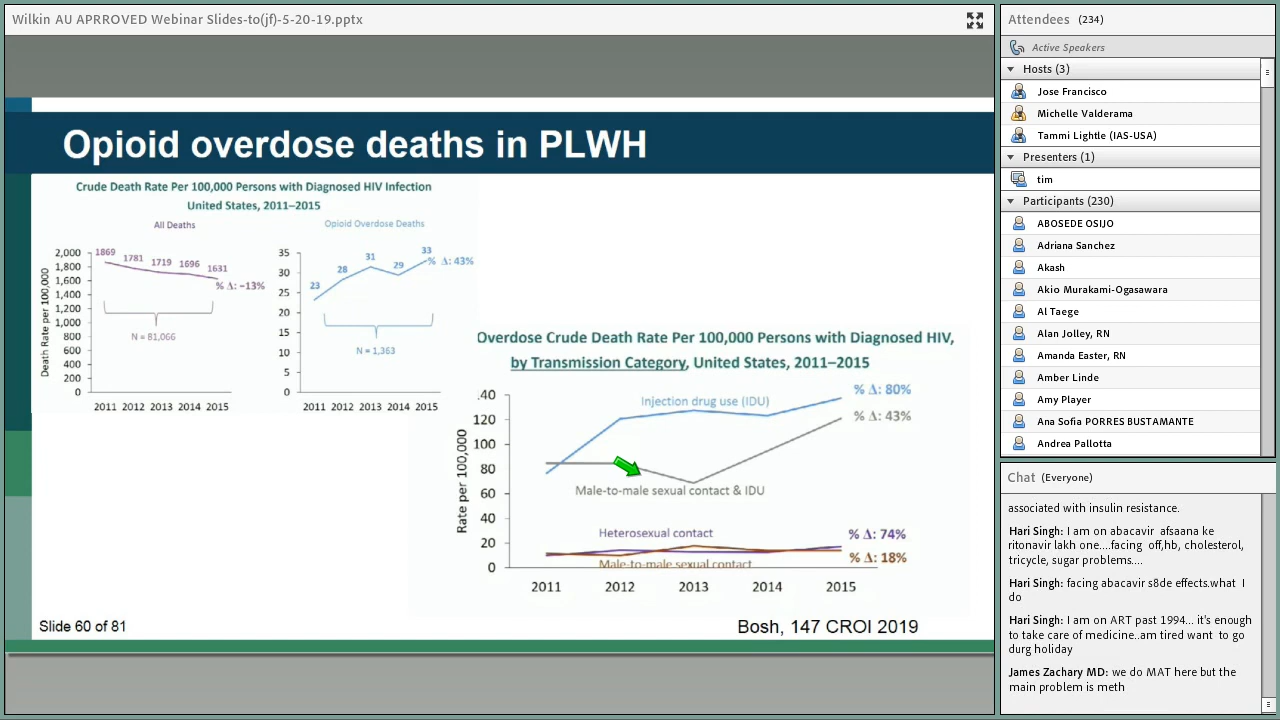 Wilkin AU APRROVED Webinar Slides-to(jf)-5-20-19.pptx
Opioid overdose deaths in PLWH
Crude Death Rate Per 100,000 Persons with Diagnosed HIV Infection
United States, 2011–2015
All Deaths
Death Rate per 100,000
2,000
1,800
1,600
1,400
1,200
1,000
800
600
400
200
0
1869
1781
1719
1696
1631
% Δ: −13%
N = 81,066
2011 2012 2013 2014 2015
Opioid Overdose Deaths
35
30
25
20
15
10
5
0
23
28
31
29
33
% Δ: 43%
N = 1,363
2011 2012 2013 2014 2015
Overdose Crude Death Rate Per 100,000 Persons with Diagnosed HIV,
by Transmission Category, United States, 2011–2015
Rate per 100,000
40
120
100
80
60
40
20
0
Injection drug use (IDU)
% Δ: 80%
% Δ: 43%
Male-to-male sexual contact & IDU
Heterosexual contact
% Δ: 74%
Male-to-male sexual contact
% Δ: 18%
2011 2012 2013 2014 2015
Slide 60 of 81
Bosh, 147 CROI 2019
Attendees (234)
Active Speakers
Hosts (3)
Jose Francisco
Michelle Valderama
Tammi Lightle (IAS-USA)
Presenters (1)
tim
Participants (230)
ABOSEDE OSIJO
Adriana Sanchez
Akash
Akio Murakami-Ogasawara
Al Taege
Alan Jolley, RN
Amanda Easter, RN
Amber Linde
Amy Player
Ana Sofia PORRES BUSTAMANTE
Andrea Pallotta
Chat (Everyone)
associated with insulin resistance.
Hari Singh: I am on abacavir afsaana ke
ritonavir lakh one....facing off,hb, cholesterol,
tricycle, sugar problems....
Hari Singh: facing abacavir s8de effects.what I
do
Hari Singh: I am on ART past 1994... it's enough
to take care of medicine..am tired want to go
durg holiday
James Zachary MD: we do MAT here but the
main problem is meth